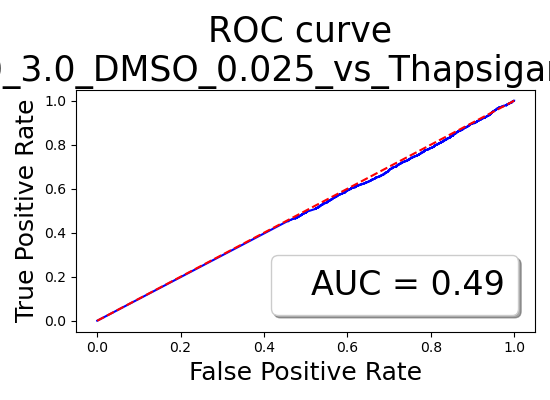 ROC curve
_3.0_DMSO_0.025_vs_Thapsigar
True Positive Rate
1.0
0.8
0.6
0.4
0.2
0.0
AUC = 0.49
0.0 0.2 0.4 0.6 0.8 1.0
False Positive Rate